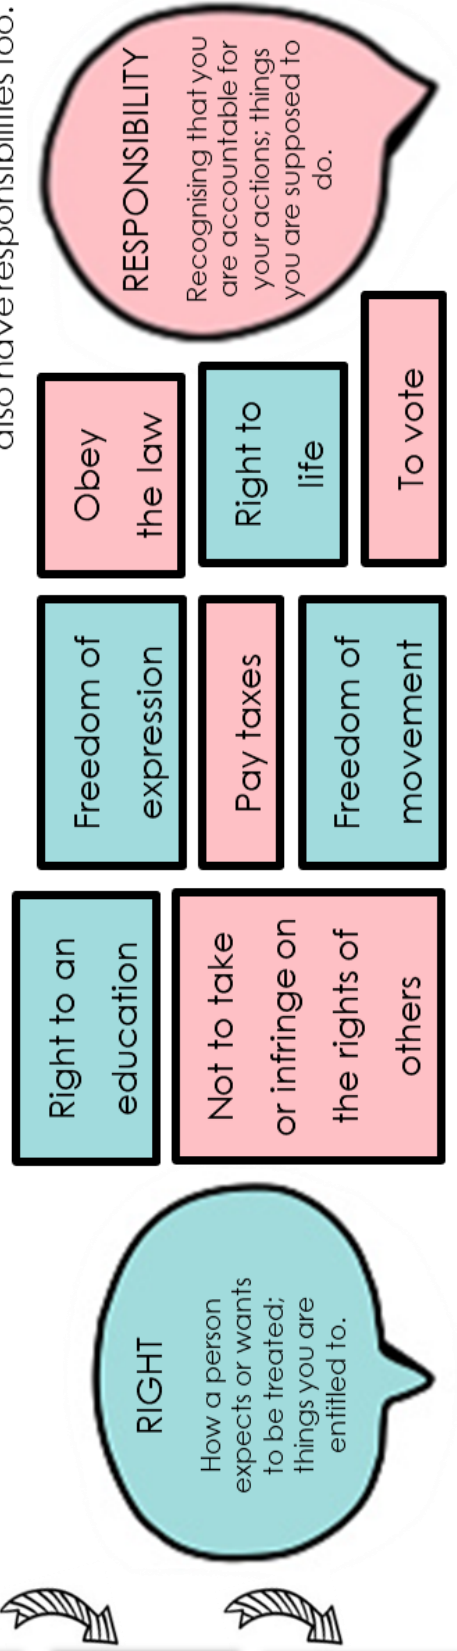 also have responsibilities too.
RIGHT
How a person
expects or wants
to be treated;
things you are
entitled to.
Right to an
education
Not to take
or infringe on
the rights of
others
Freedom of
expression
Pay taxes
Freedom of
movement
Obey
the law
Right to
life
To vote
RESPONSIBILITY
Recognising that you
are accountable for
your actions; things
you are supposed to
do.